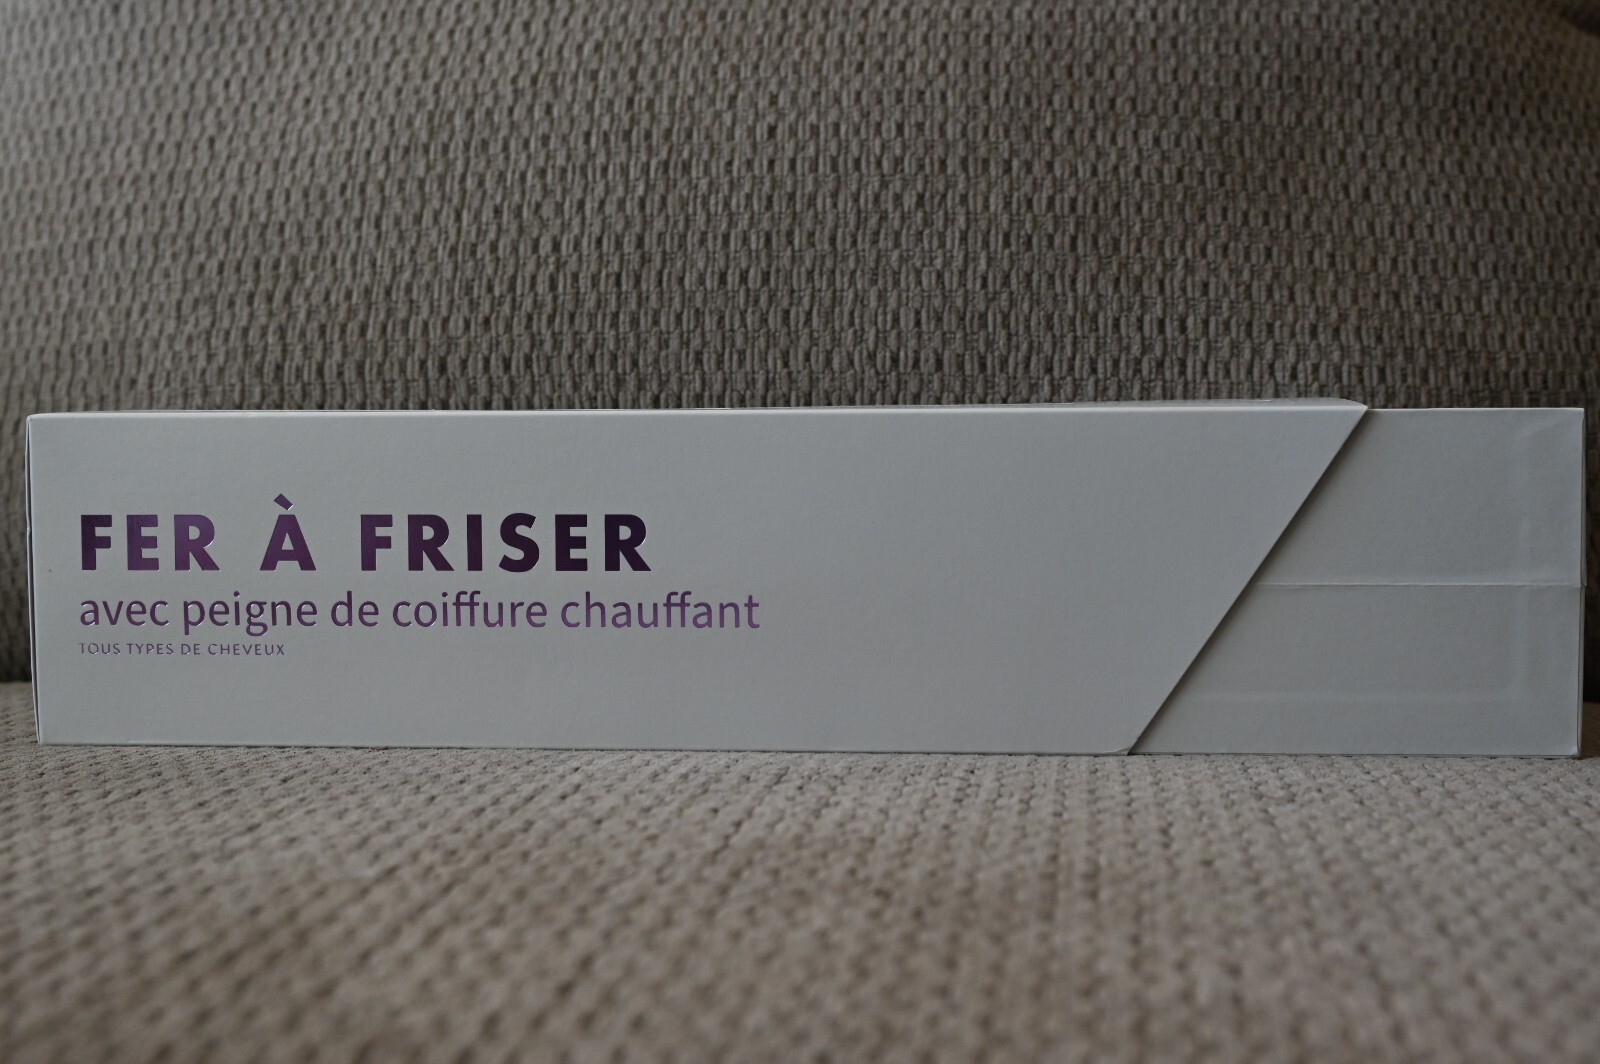 FER À FRISER
avec peigne de coiffure chauffant
TOUS TYPES DE CHEVEUX